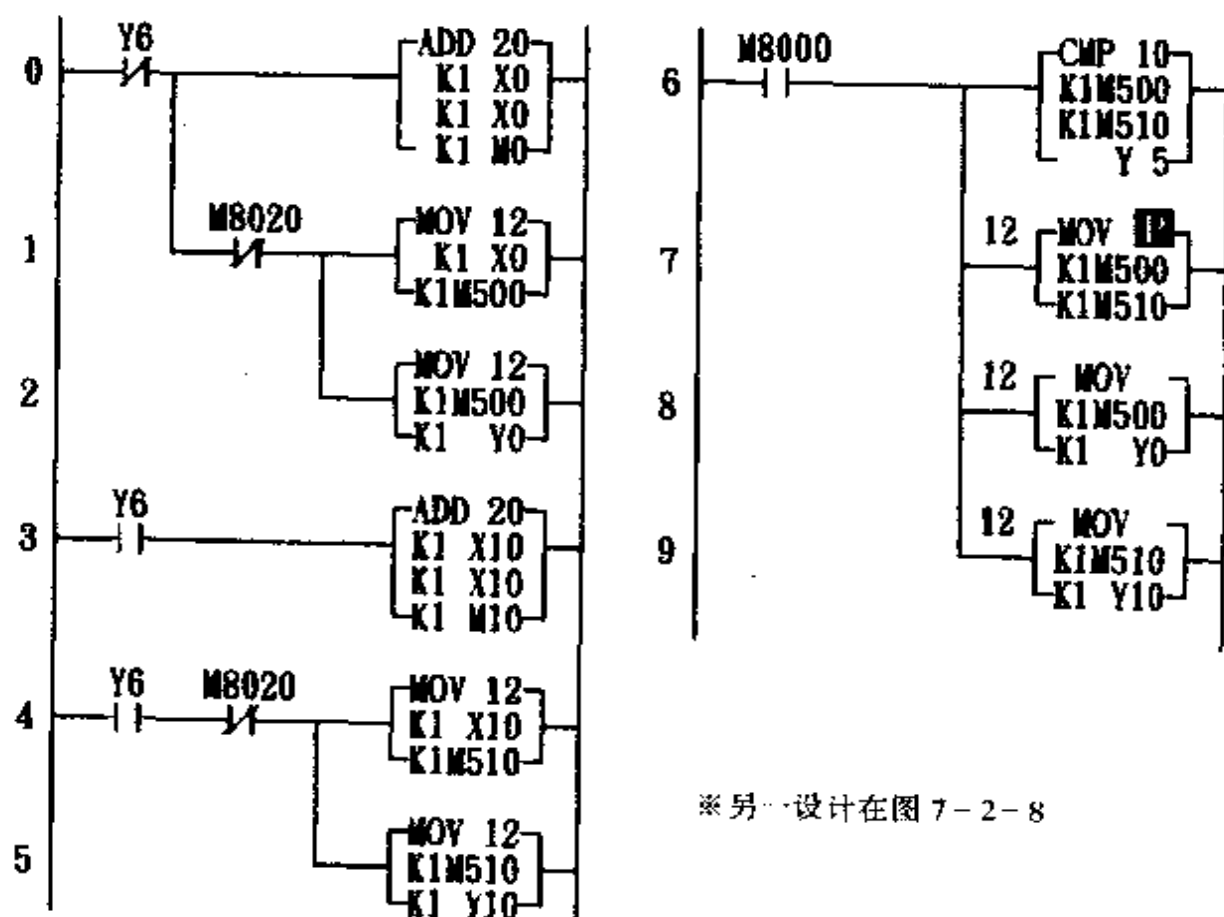 Y6
0
ADD 20
K1 X0
K1 X0
K1 M0
M8020
1
MOV 12
K1 X0
K1M500
2
MOV 12
K1M500
K1 Y0
Y6
3
ADD 20
K1 X10
K1 X10
K1 M10
Y6 M8020
4
MOV 12
K1 X10
K1M510
5
MOV 12
K1M510
K1 Y10
M8000
6
CMP 10
K1M500
K1M510
Y 5
7
12
MOV 12
K1M500
K1M510
8
12
MOV
K1M500
K1 Y0
9
12
MOV
K1M510
K1 Y10
※另一设计在图 7-2-8